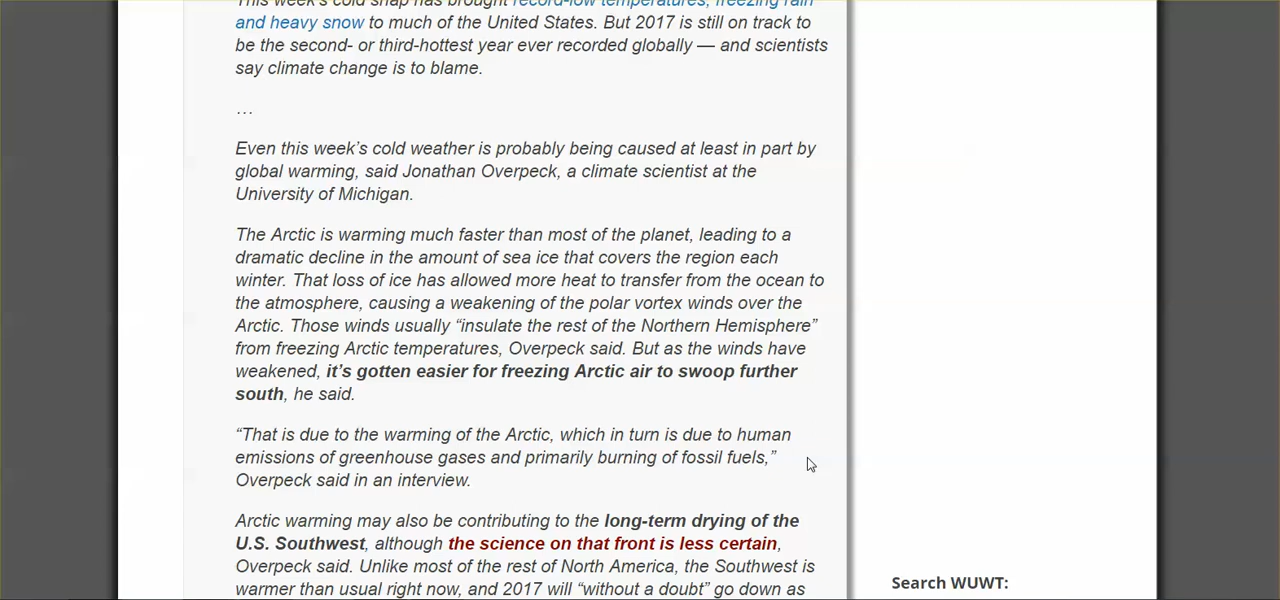 This week's cold snap has brought record-low temperatures, freezing rain
and heavy snow to much of the United States. But 2017 is still on track to
be the second- or third-hottest year ever recorded globally — and scientists
say climate change is to blame.
…
Even this week's cold weather is probably being caused at least in part by
global warming, said Jonathan Overpeck, a climate scientist at the
University of Michigan.
The Arctic is warming much faster than most of the planet, leading to a
dramatic decline in the amount of sea ice that covers the region each
winter. That loss of ice has allowed more heat to transfer from the ocean to
the atmosphere, causing a weakening of the polar vortex winds over the
Arctic. Those winds usually “insulate the rest of the Northern Hemisphere”
from freezing Arctic temperatures, Overpeck said. But as the winds have
weakened, it's gotten easier for freezing Arctic air to swoop further
south, he said.
“That is due to the warming of the Arctic, which in turn is due to human
emissions of greenhouse gases and primarily burning of fossil fuels,”
Overpeck said in an interview.
Arctic warming may also be contributing to the long-term drying of the
U.S. Southwest, although the science on that front is less certain,
Overpeck said. Unlike most of the rest of North America, the Southwest is
warmer than usual right now, and 2017 will “without a doubt” go down as
Search WUWT: